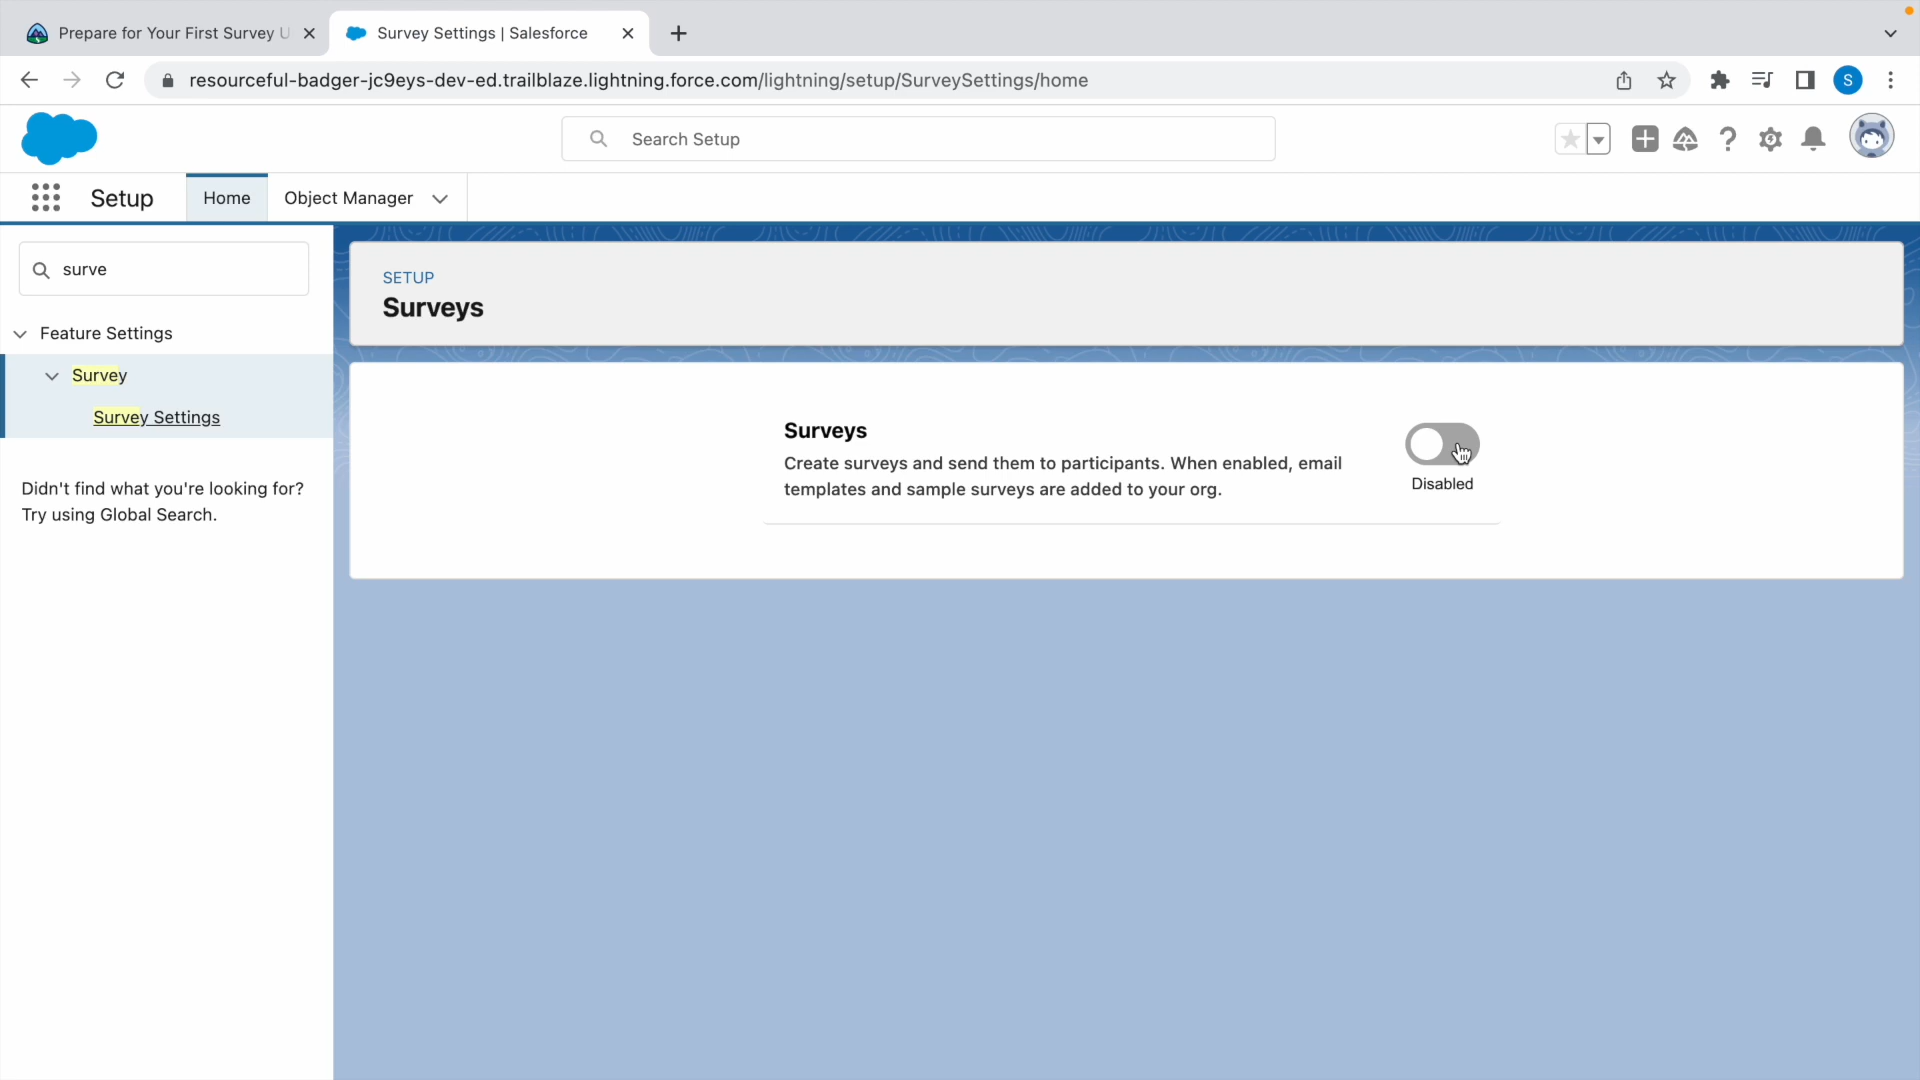 Prepare for Your First Survey U
Survey Settings | Salesforce
resourceful-badger-jc9eys-dev-ed.trailblaze.lightning.force.com/lightning/setup/SurveySettings/home
S
Search Setup
Setup
Home
Object Manager
surve
Feature Settings
Survey
Survey Settings
Didn't find what you're looking for?
Try using Global Search.
SETUP
Surveys
Surveys
Create surveys and send them to participants. When enabled, email
templates and sample surveys are added to your org.
Disabled